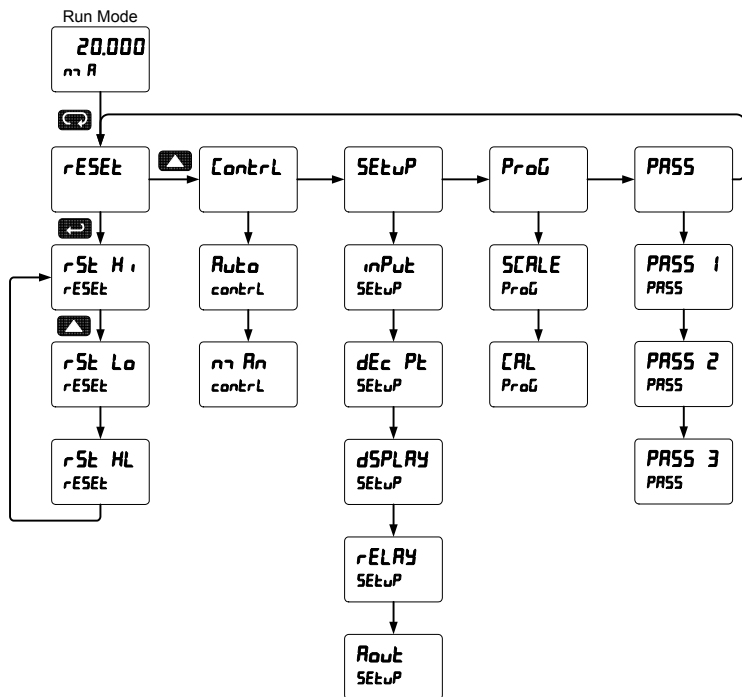 Run Mode
20.000
mA
rESEt
ContrL
SEtuP
ProG
PASS
rSt Hi
rESEt
Auto
contrL
inPut
SEtuP
SCALE
ProG
PASS 1
PASS
rSt Lo
rESEt
mAn
contrL
dEc Pt
SEtuP
CAL
ProG
PASS 2
PASS
rSt HL
rESEt
dSPLAY
SEtuP
PASS 3
PASS
rELAY
SEtuP
Aout
SEtuP